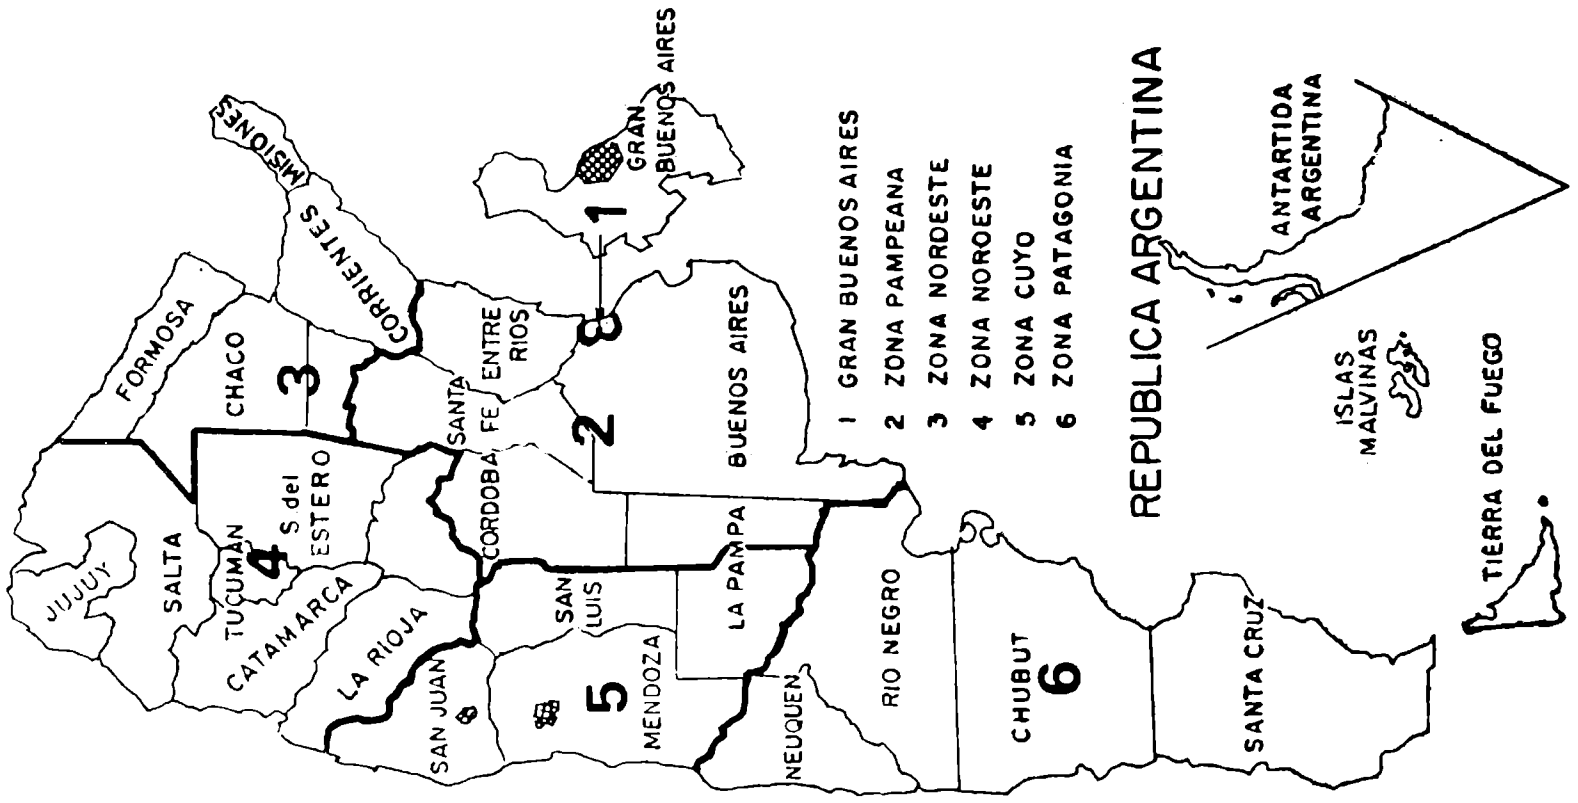 JUJUY
SALTA
FORMOSA
CHACO
3
MISIONES
CORRIENTES
TUCUMAN
4
S. del
ESTERO
CATAMARCA
LA RIOJA
SANTA
FE
ENTRE
RIOS
CORDOBA
SAN JUAN
SAN
LUIS
5
MENDOZA
2
8
1
GRAN
BUENOS AIRES
BUENOS AIRES
LA PAMPA
NEUQUEN
RIO NEGRO
CHUBUT
6
SANTA CRUZ
1 GRAN BUENOS AIRES
2 ZONA PAMPEANA
3 ZONA NORDESTE
4 ZONA NOROESTE
5 ZONA CUYO
6 ZONA PATAGONIA
REPUBLICA ARGENTINA
ANTARTIDA
ARGENTINA
ISLAS
MALVINAS
TIERRA DEL FUEGO